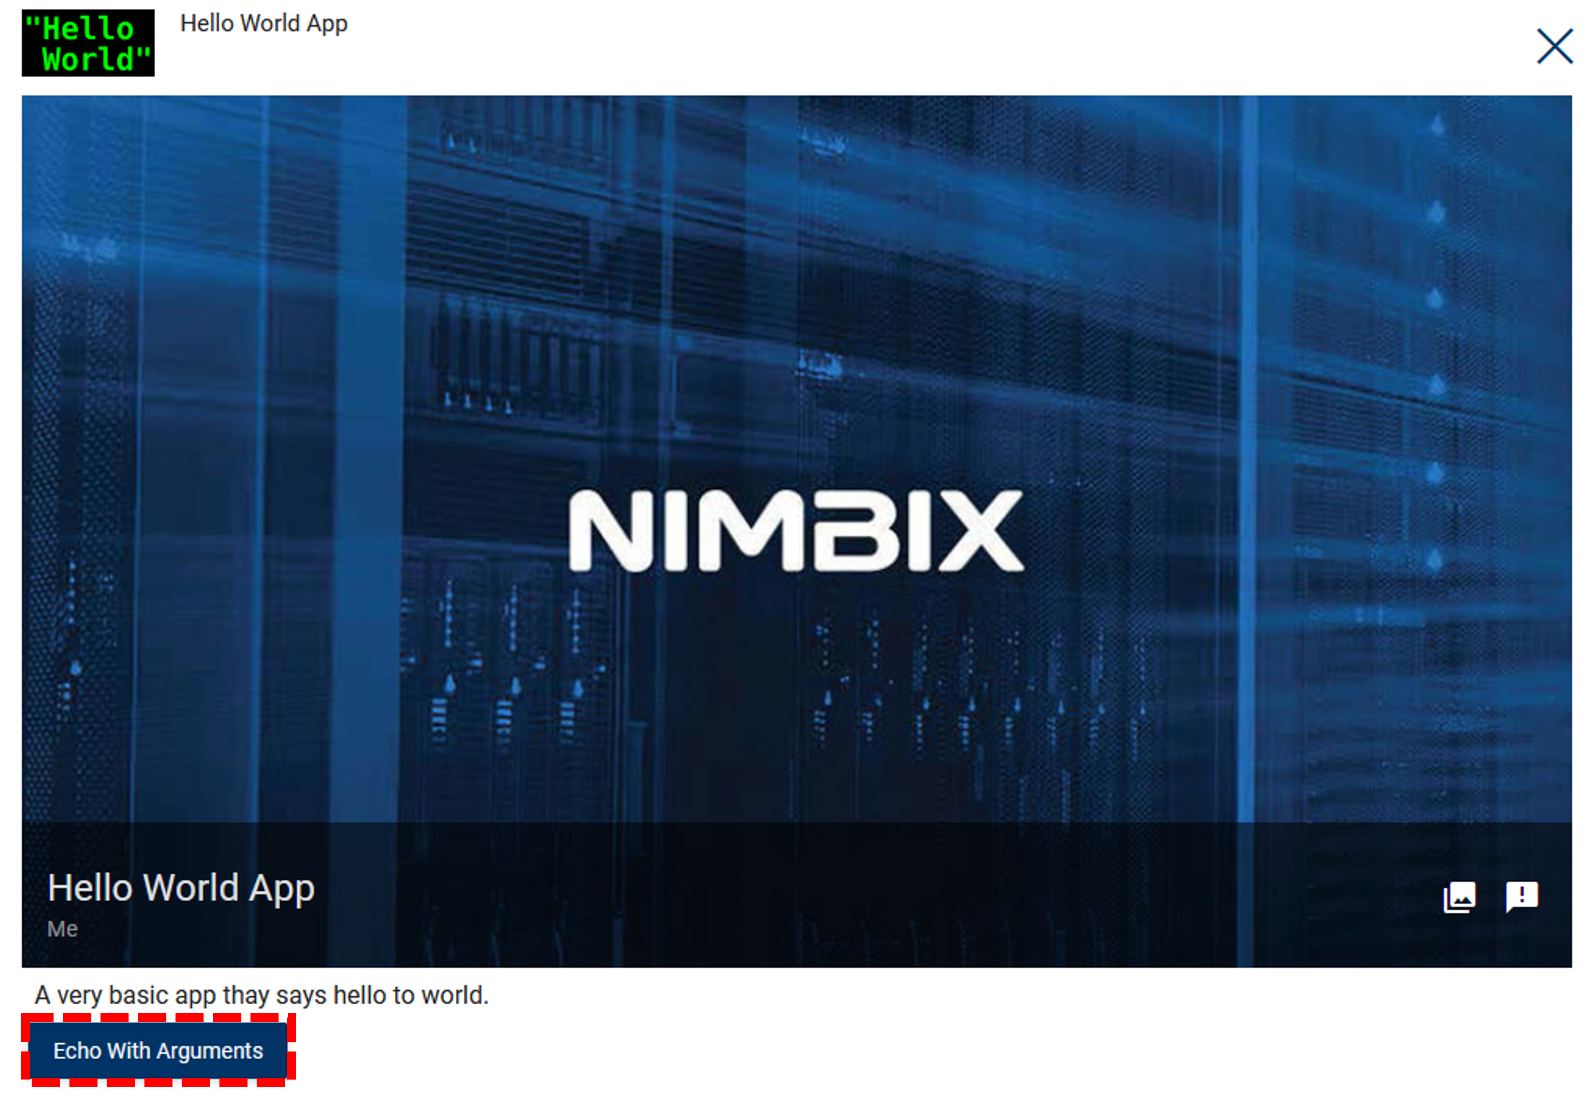 "Hello
World"
Hello World App
NIMBIX
Hello World App
Me
A very basic app thay says hello to world.
Echo With Arguments